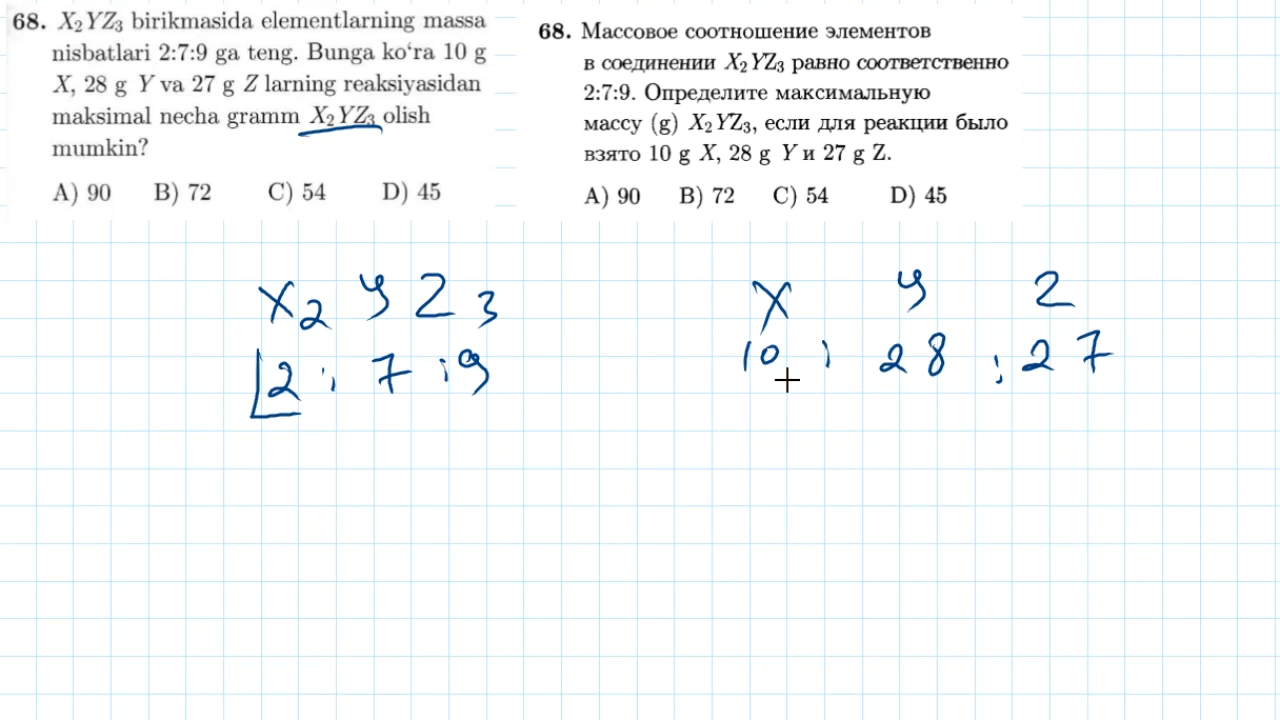 68. X₂YZ₃ birikmasida elementlarning massa
nisbatlari 2:7:9 ga teng. Bunga ko‘ra 10 g
X, 28 g Y va 27 g Z larning reaksiyasidan
maksimal necha gramm X₂YZ₃ olish
mumkin?
A) 90 B) 72 C) 54 D) 45
68. Массовое соотношение элементов
в соединении X₂YZ₃ равно соответственно
2:7:9. Определите максимальную
массу (g) X₂YZ₃, если для реакции было
взято 10 g X, 28 g Y и 27 g Z.
A) 90 B) 72 C) 54 D) 45
X₂ Y Z₃
2 : 7 : 9
X Y Z
10 : 28 : 27